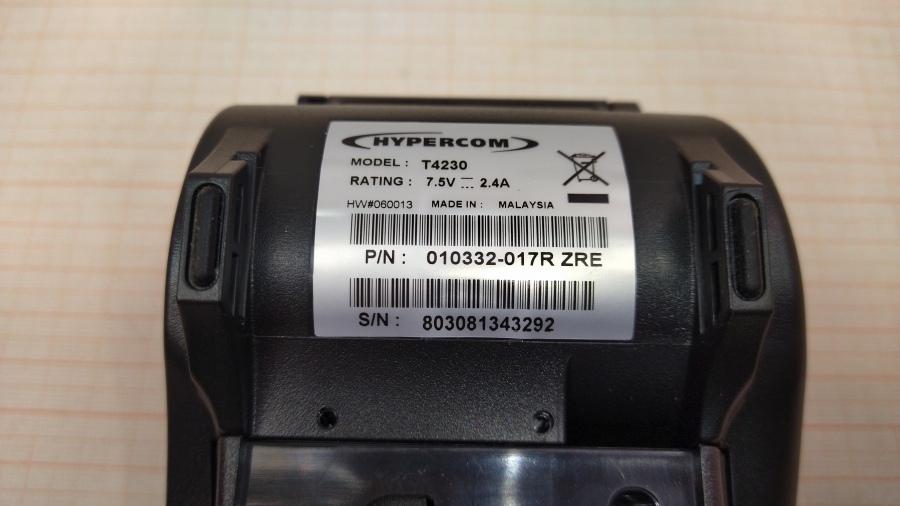 HYPERCOM
MODEL : T4230
RATING : 7.5V ⎓ 2.4A
HW#060013 MADE IN : MALAYSIA
P/N : 010332-017R ZRE
S/N : 803081343292